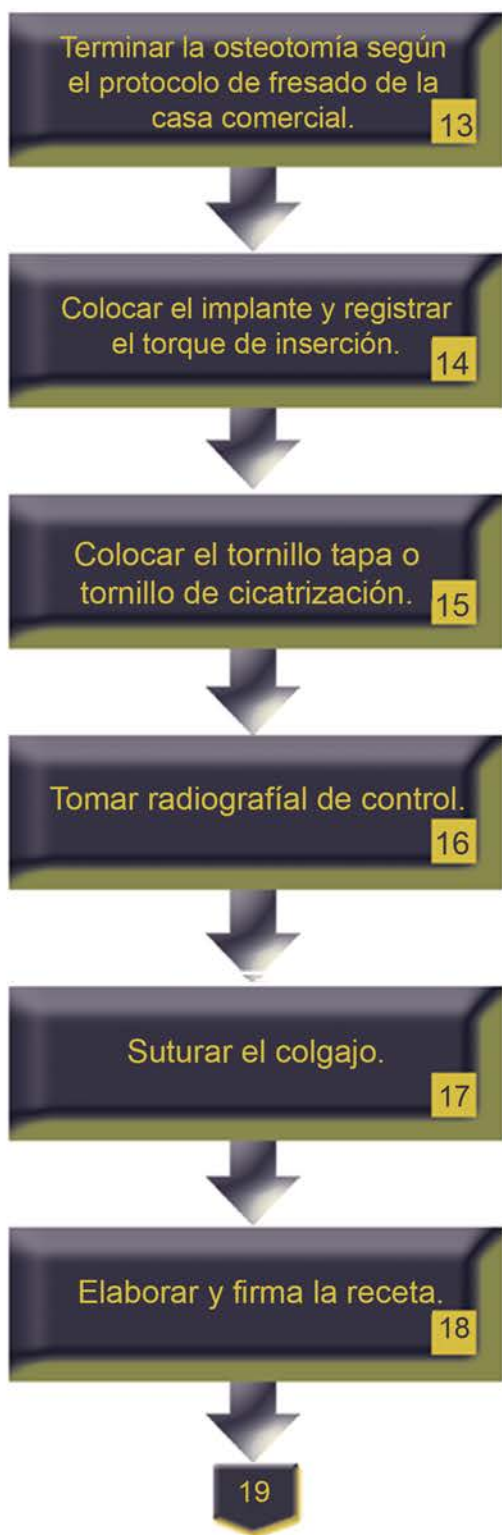 Terminar la osteotomía según
el protocolo de fresado de la
casa comercial.
13
Colocar el implante y registrar
el torque de inserción.
14
Colocar el tornillo tapa o
tornillo de cicatrización.
15
Tomar radiografíal de control.
16
Suturar el colgajo.
17
Elaborar y firma la receta.
18
19